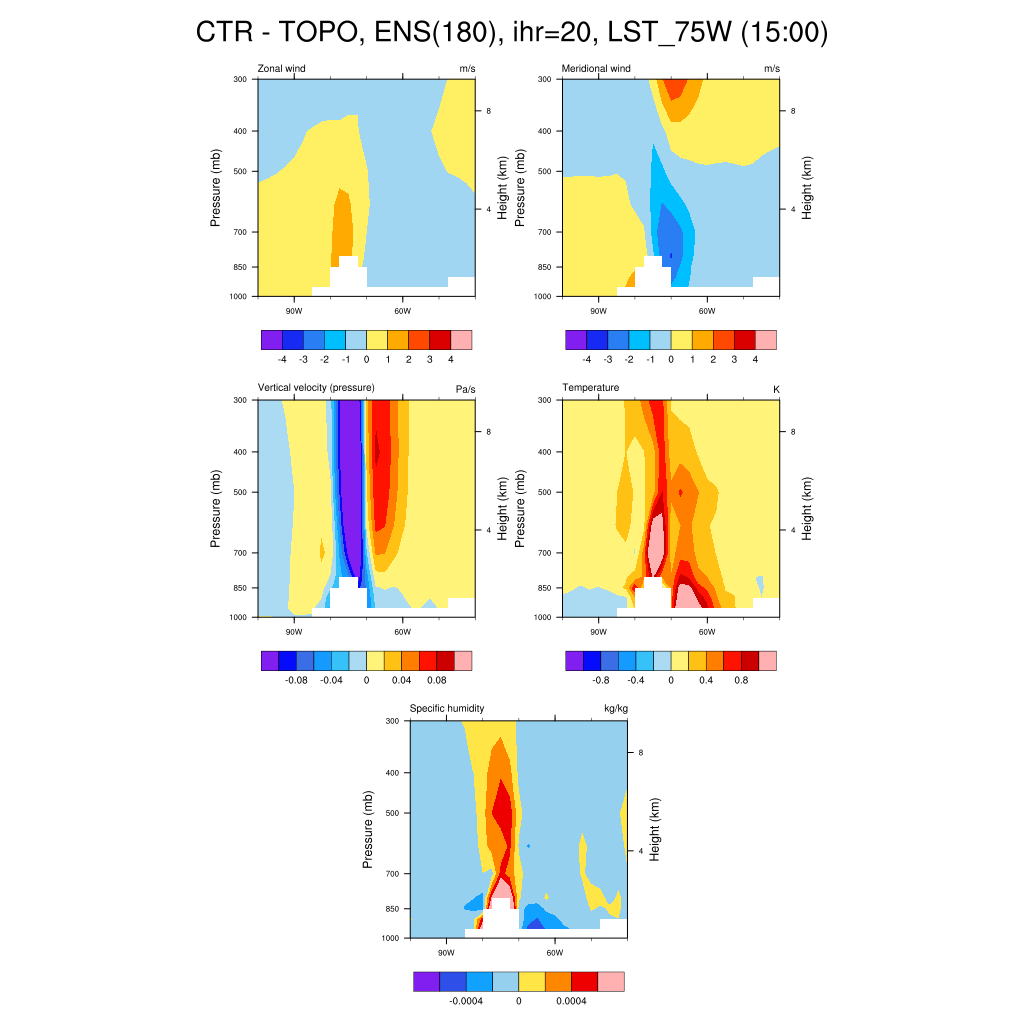 CTR - TOPO, ENS(180), ihr=20, LST_75W (15:00)
Zonal wind m/s
Meridional wind m/s
300
400
500
700
850
1000
Pressure (mb)
8
4
Height (km)
90W 60W
300
400
500
700
850
1000
Pressure (mb)
8
4
Height (km)
90W 60W
-4 -3 -2 -1 0 1 2 3 4
-4 -3 -2 -1 0 1 2 3 4
Vertical velocity (pressure) Pa/s
Temperature K
300
400
500
700
850
1000
Pressure (mb)
8
4
Height (km)
90W 60W
300
400
500
700
850
1000
Pressure (mb)
8
4
Height (km)
90W 60W
-0.08 -0.04 0 0.04 0.08
-0.8 -0.4 0 0.4 0.8
Specific humidity kg/kg
300
400
500
700
850
1000
Pressure (mb)
8
4
Height (km)
90W 60W
-0.0004 0 0.0004